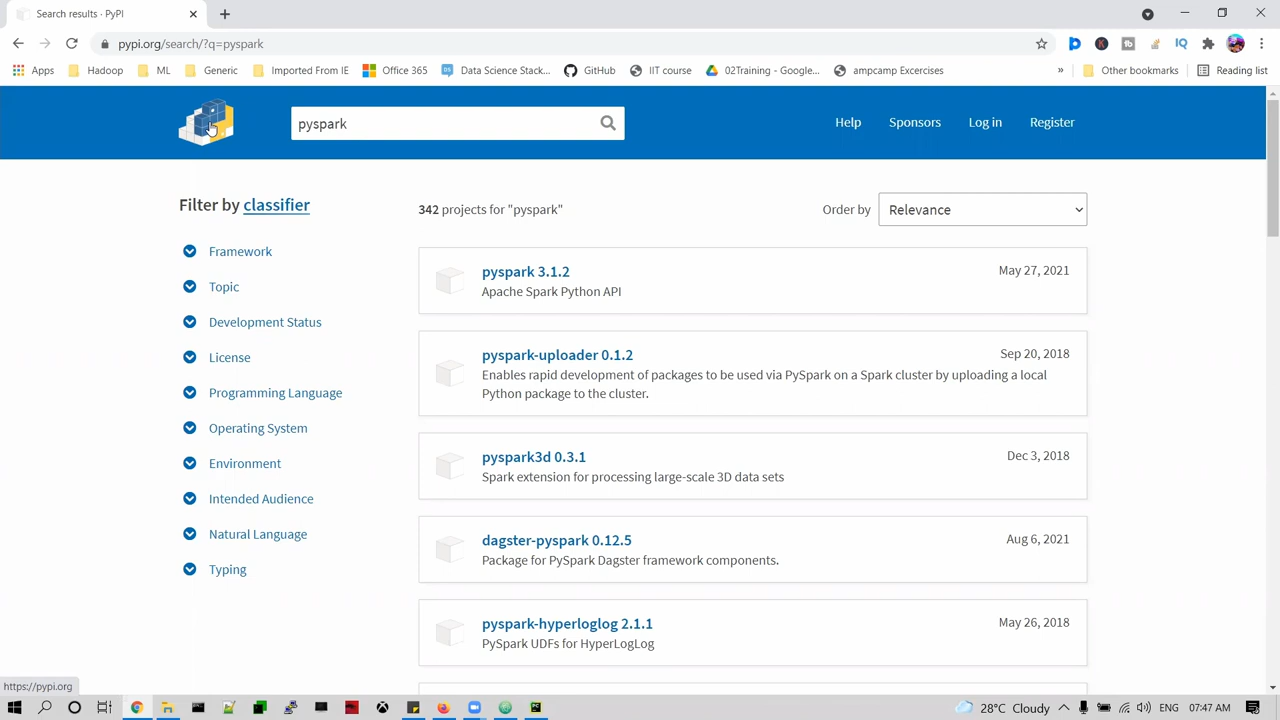 Search results · PyPI
pypi.org/search/?q=pyspark
Apps
Hadoop
ML
Generic
Imported From IE
Office 365
Data Science Stack...
GitHub
IIT course
02Training - Google...
ampcamp Excercises
»
Other bookmarks
Reading list
pyspark
Help
Sponsors
Log in
Register
Filter by classifier
Framework
Topic
Development Status
License
Programming Language
Operating System
Environment
Intended Audience
Natural Language
Typing
342 projects for "pyspark"
Order by
Relevance
pyspark 3.1.2
May 27, 2021
Apache Spark Python API
pyspark-uploader 0.1.2
Sep 20, 2018
Enables rapid development of packages to be used via PySpark on a Spark cluster by uploading a local
Python package to the cluster.
pyspark3d 0.3.1
Dec 3, 2018
Spark extension for processing large-scale 3D data sets
dagster-pyspark 0.12.5
Aug 6, 2021
Package for PySpark Dagster framework components.
pyspark-hyperloglog 2.1.1
May 26, 2018
PySpark UDFs for HyperLogLog
https://pypi.org
28°C Cloudy
ENG
07:47 AM